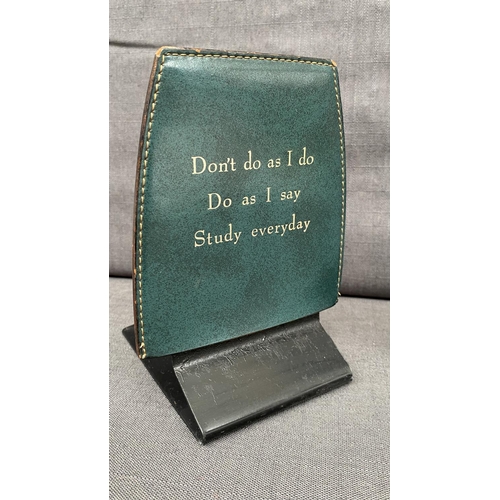 Don't do as I do
Do as I say
Study everyday